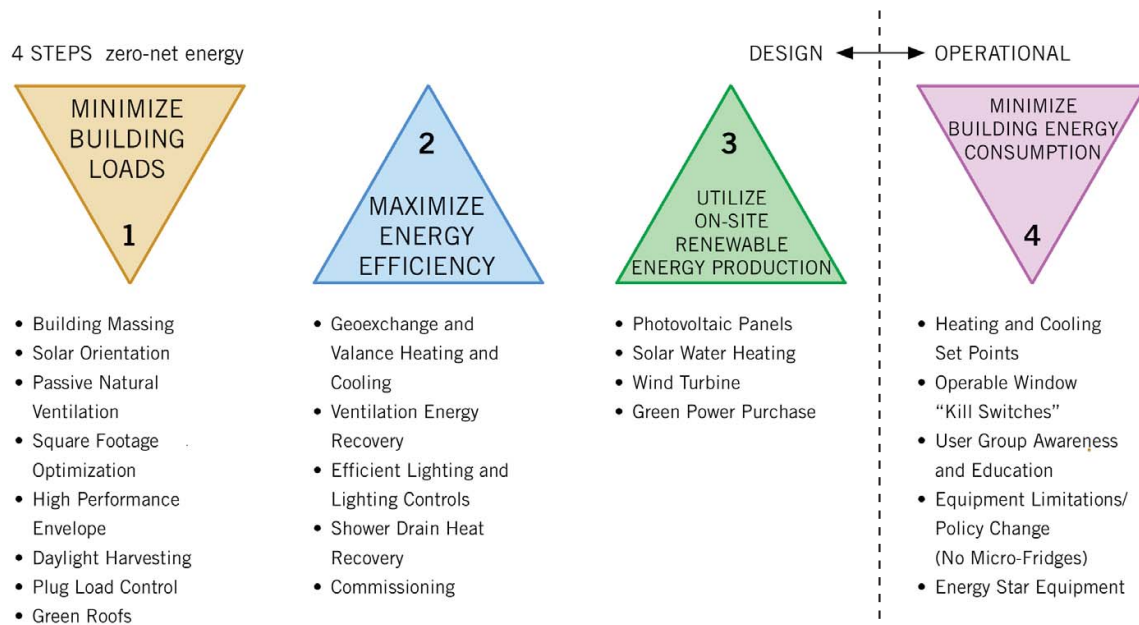 4 STEPS zero-net energy
DESIGN
OPERATIONAL
MINIMIZE
BUILDING
LOADS
1
2
MAXIMIZE
ENERGY
EFFICIENCY
3
UTILIZE
ON-SITE
RENEWABLE
ENERGY PRODUCTION
MINIMIZE
BUILDING ENERGY
CONSUMPTION
4
• Building Massing
• Solar Orientation
• Passive Natural
Ventilation
• Square Footage
Optimization
• High Performance
Envelope
• Daylight Harvesting
• Plug Load Control
• Green Roofs
• Geoexchange and
Valance Heating and
Cooling
• Ventilation Energy
Recovery
• Efficient Lighting and
Lighting Controls
• Shower Drain Heat
Recovery
• Commissioning
• Photovoltaic Panels
• Solar Water Heating
• Wind Turbine
• Green Power Purchase
• Heating and Cooling
Set Points
• Operable Window
“Kill Switches”
• User Group Awareness
and Education
• Equipment Limitations/
Policy Change
(No Micro-Fridges)
• Energy Star Equipment